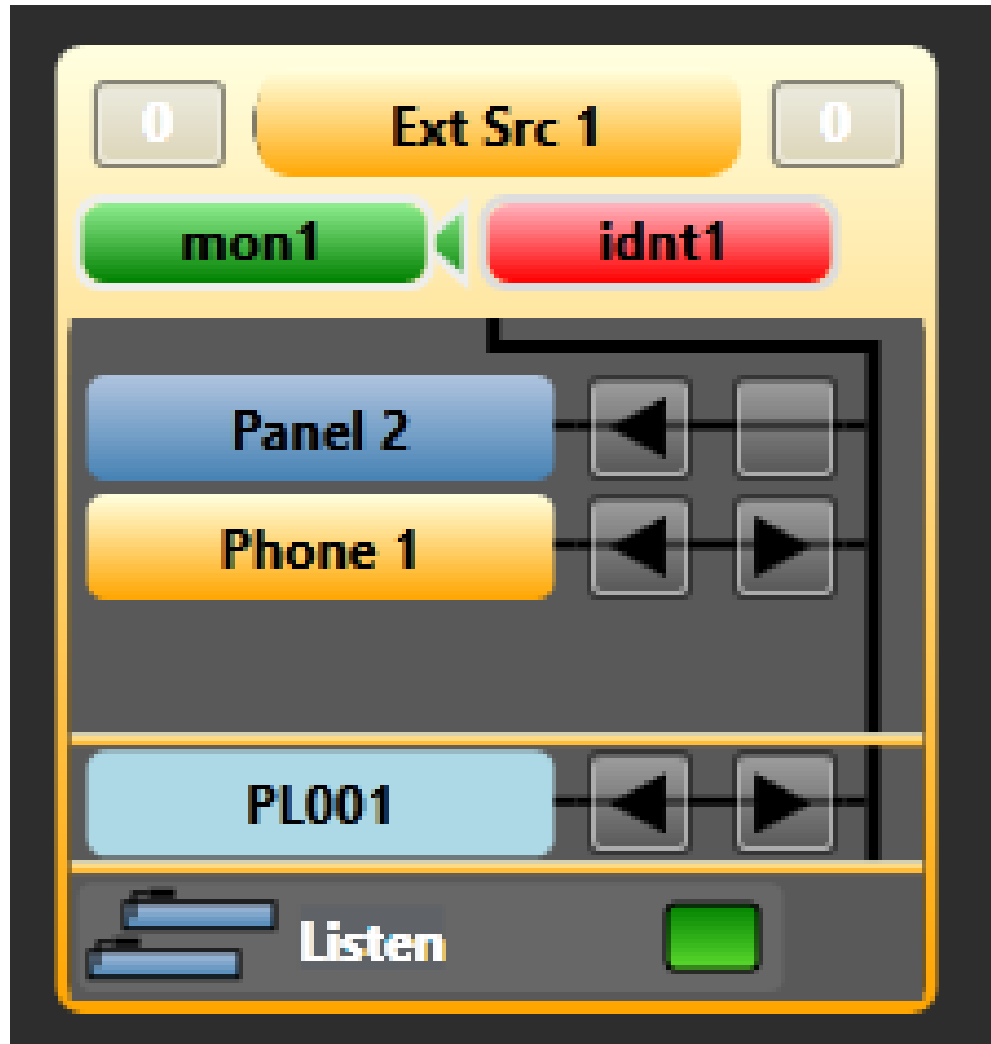 0 Ext Src 1 0
mon1 idnt1
Panel 2
Phone 1
PL001
Listen